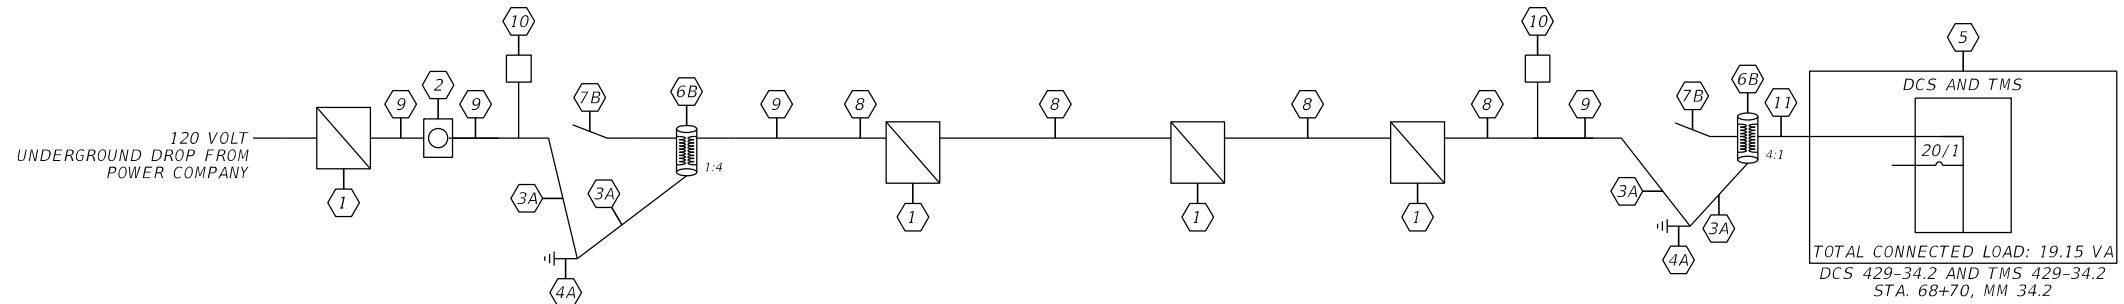 10
10
5
2
9
9
7B
6B
9
8
8
8
8
9
7B
6B
11
DCS AND TMS
120 VOLT
UNDERGROUND DROP FROM
POWER COMPANY
1:4
4:1
20/1
3A
3A
3A
3A
1
1
1
1
4A
4A
TOTAL CONNECTED LOAD: 19.15 VA
DCS 429-34.2 AND TMS 429-34.2
STA. 68+70, MM 34.2